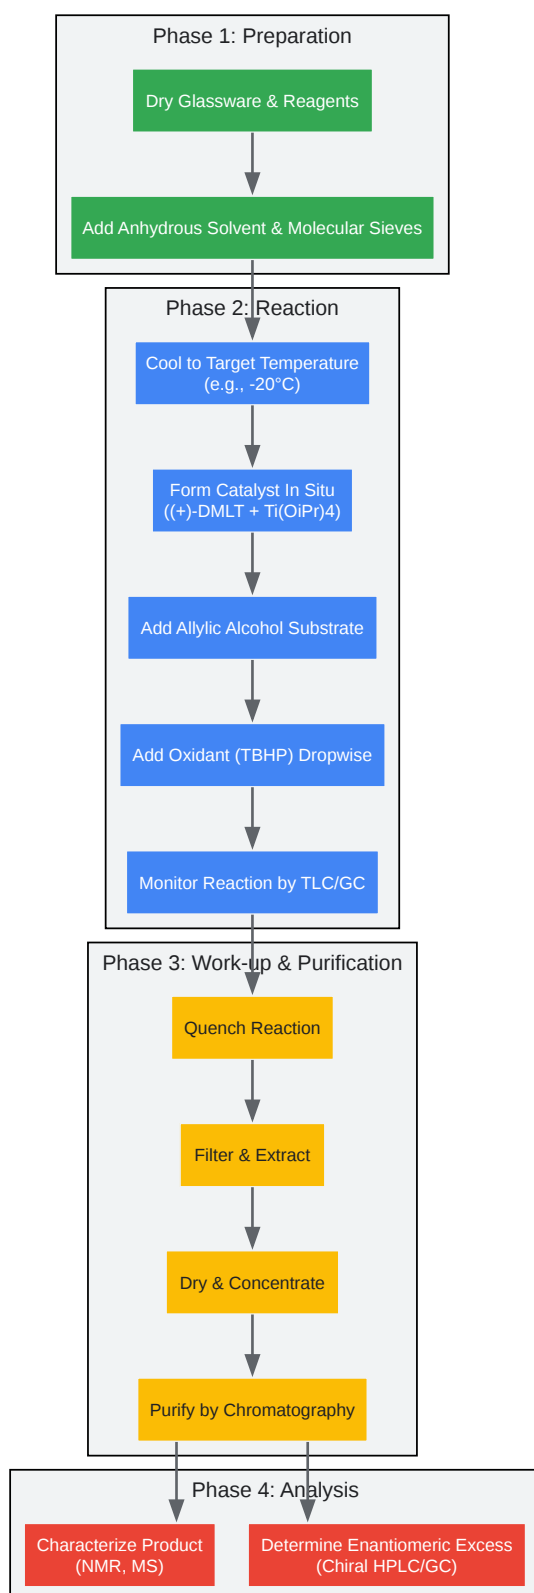 Phase 1: Preparation
Dry Glassware & Reagents
Add Anhydrous Solvent & Molecular Sieves
Phase 2: Reaction
Cool to Target Temperature
(e.g., -20°C)
Form Catalyst In Situ
((+)-DMLT + Ti(OiPr)4)
Add Allylic Alcohol Substrate
Add Oxidant (TBHP) Dropwise
Monitor Reaction by TLC/GC
Phase 3: Work-up & Purification
Quench Reaction
Filter & Extract
Dry & Concentrate
Purify by Chromatography
Phase 4: Analysis
Characterize Product
(NMR, MS)
Determine Enantiomeric Excess
(Chiral HPLC/GC)